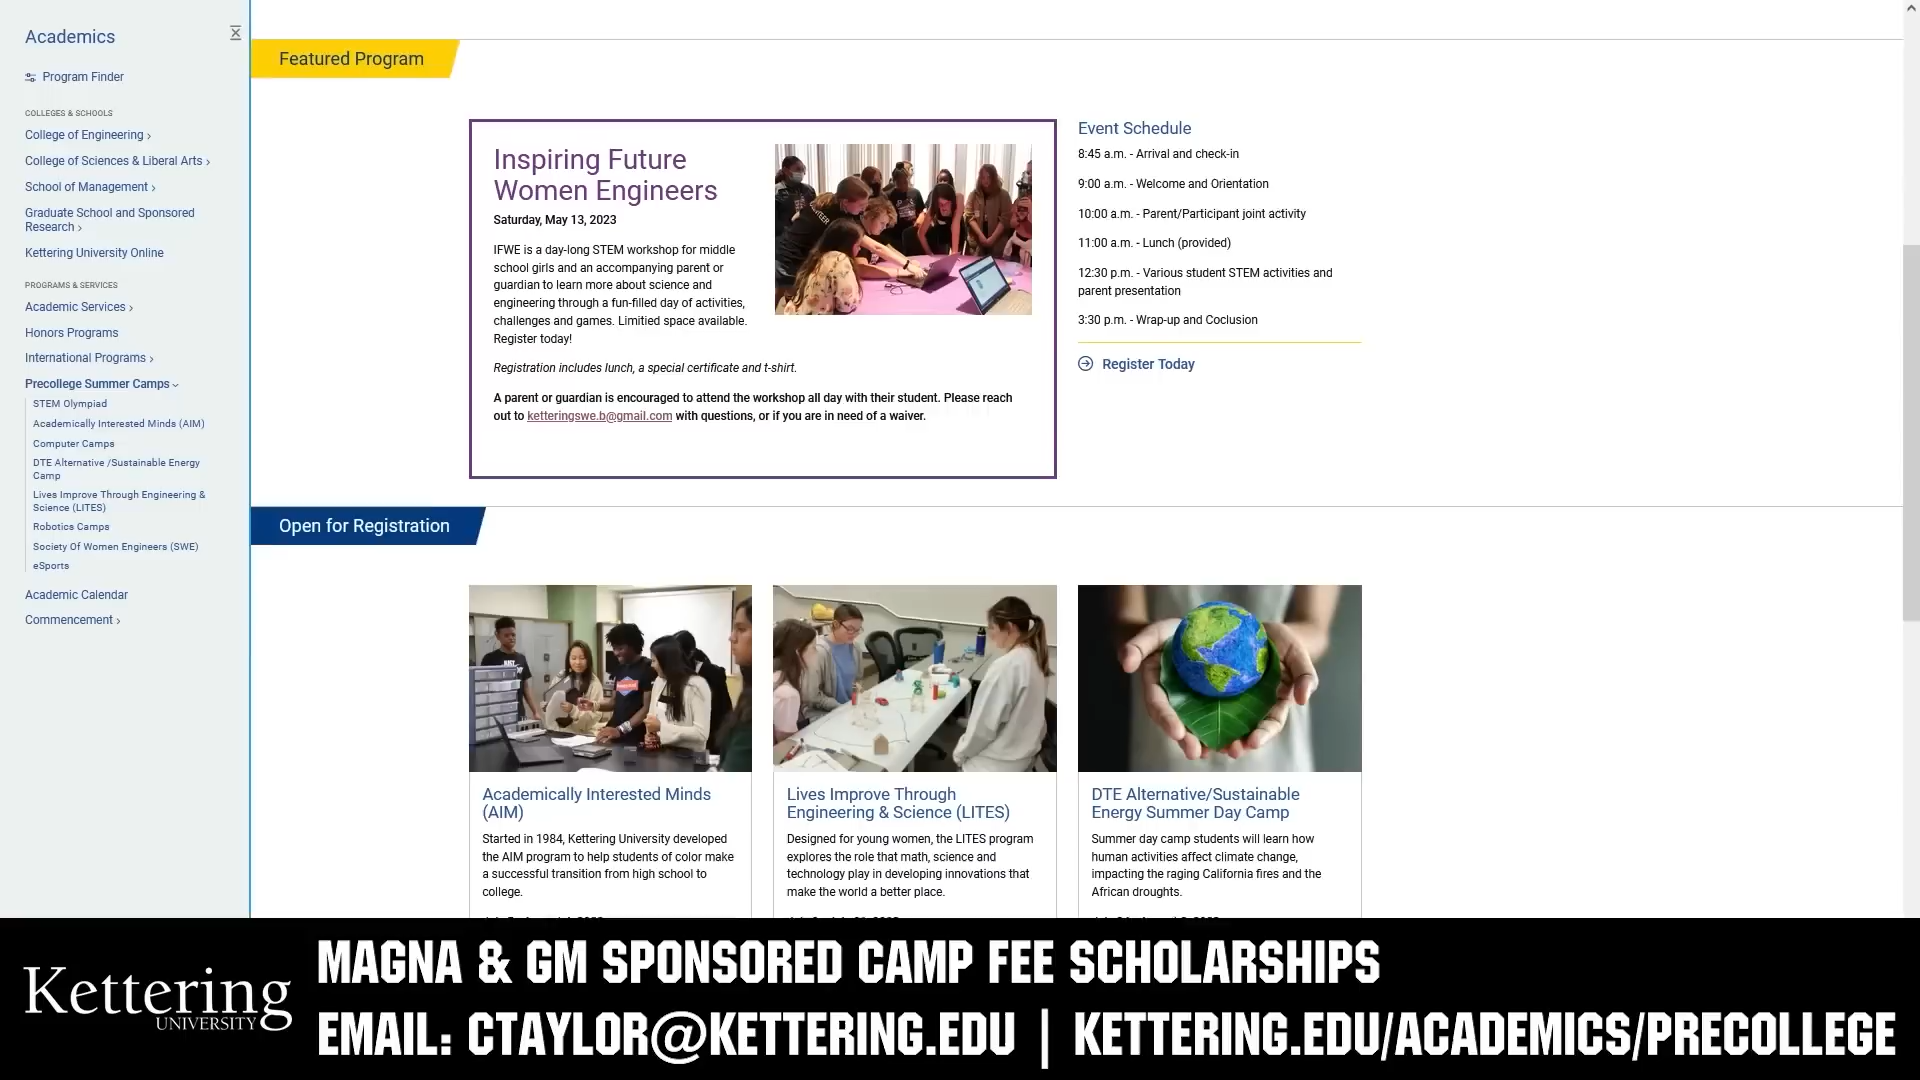 Academics
Program Finder
COLLEGES & SCHOOLS
College of Engineering
College of Sciences & Liberal Arts
School of Management
Graduate School and Sponsored
Research
Kettering University Online
PROGRAMS & SERVICES
Academic Services
Honors Programs
International Programs
Precollege Summer Camps
STEM Olympiad
Academically Interested Minds (AIM)
Computer Camps
DTE Alternative /Sustainable Energy
Camp
Lives Improve Through Engineering &
Science (LITES)
Robotics Camps
Society Of Women Engineers (SWE)
eSports
Academic Calendar
Commencement
Featured Program
Inspiring Future
Women Engineers
Saturday, May 13, 2023
IFWE is a day-long STEM workshop for middle
school girls and an accompanying parent or
guardian to learn more about science and
engineering through a fun-filled day of activities,
challenges and games. Limitied space available.
Register today!
Registration includes lunch, a special certificate and t-shirt.
A parent or guardian is encouraged to attend the workshop all day with their student. Please reach
out to ketteringswe.b@gmail.com with questions, or if you are in need of a waiver.
Event Schedule
8:45 a.m. - Arrival and check-in
9:00 a.m. - Welcome and Orientation
10:00 a.m. - Parent/Participant joint activity
11:00 a.m. - Lunch (provided)
12:30 p.m. - Various student STEM activities and
parent presentation
3:30 p.m. - Wrap-up and Coclusion
Register Today
Open for Registration
Academically Interested Minds
(AIM)
Started in 1984, Kettering University developed
the AIM program to help students of color make
a successful transition from high school to
college.
Lives Improve Through
Engineering & Science (LITES)
Designed for young women, the LITES program
explores the role that math, science and
technology play in developing innovations that
make the world a better place.
DTE Alternative/Sustainable
Energy Summer Day Camp
Summer day camp students will learn how
human activities affect climate change,
impacting the raging California fires and the
African droughts.
Kettering
UNIVERSITY
MAGNA & GM SPONSORED CAMP FEE SCHOLARSHIPS
EMAIL: CTAYLOR@KETTERING.EDU | KETTERING.EDU/ACADEMICS/PRECOLLEGE